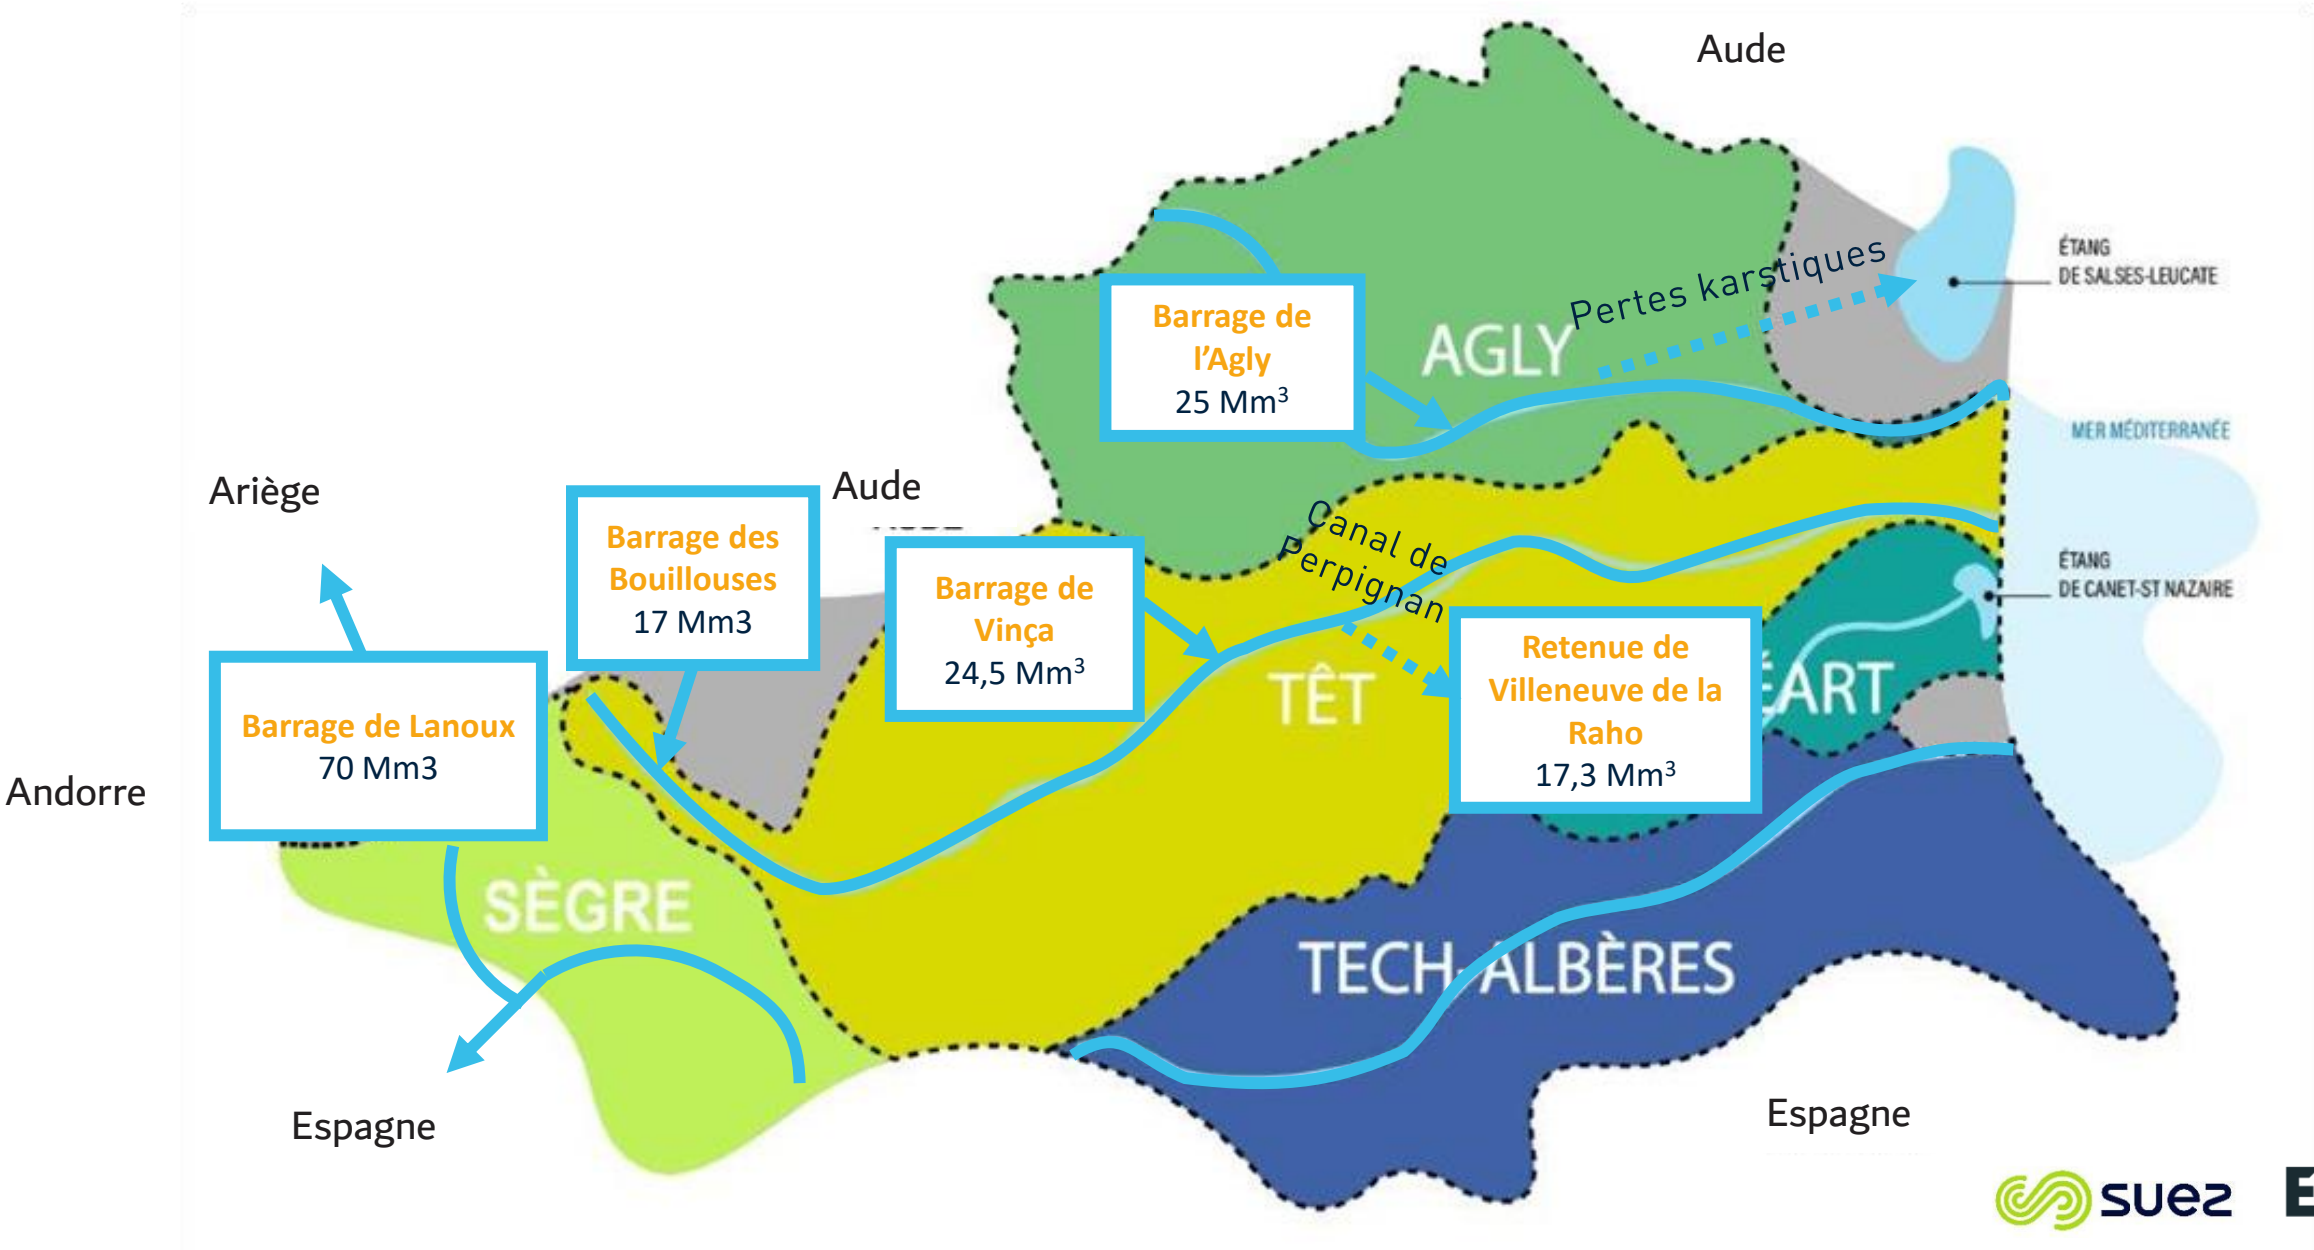 Aude
ÉTANG
DE SALSES-LEUCATE
Pertes karstiques
Barrage de
l’Agly
25 Mm³
AGLY
MER MÉDITERRANÉE
Ariège
Aude
Barrage des
Bouillouses
17 Mm3
Canal de
Perpignan
Barrage de
Vinça
24,5 Mm³
ÉTANG
DE CANET-ST NAZAIRE
TÊT
Retenue de
Villeneuve de la
Raho
17,3 Mm³
ÉART
Barrage de Lanoux
70 Mm3
Andorre
SÈGRE
TECH-ALBÈRES
Espagne
Espagne
suez
E